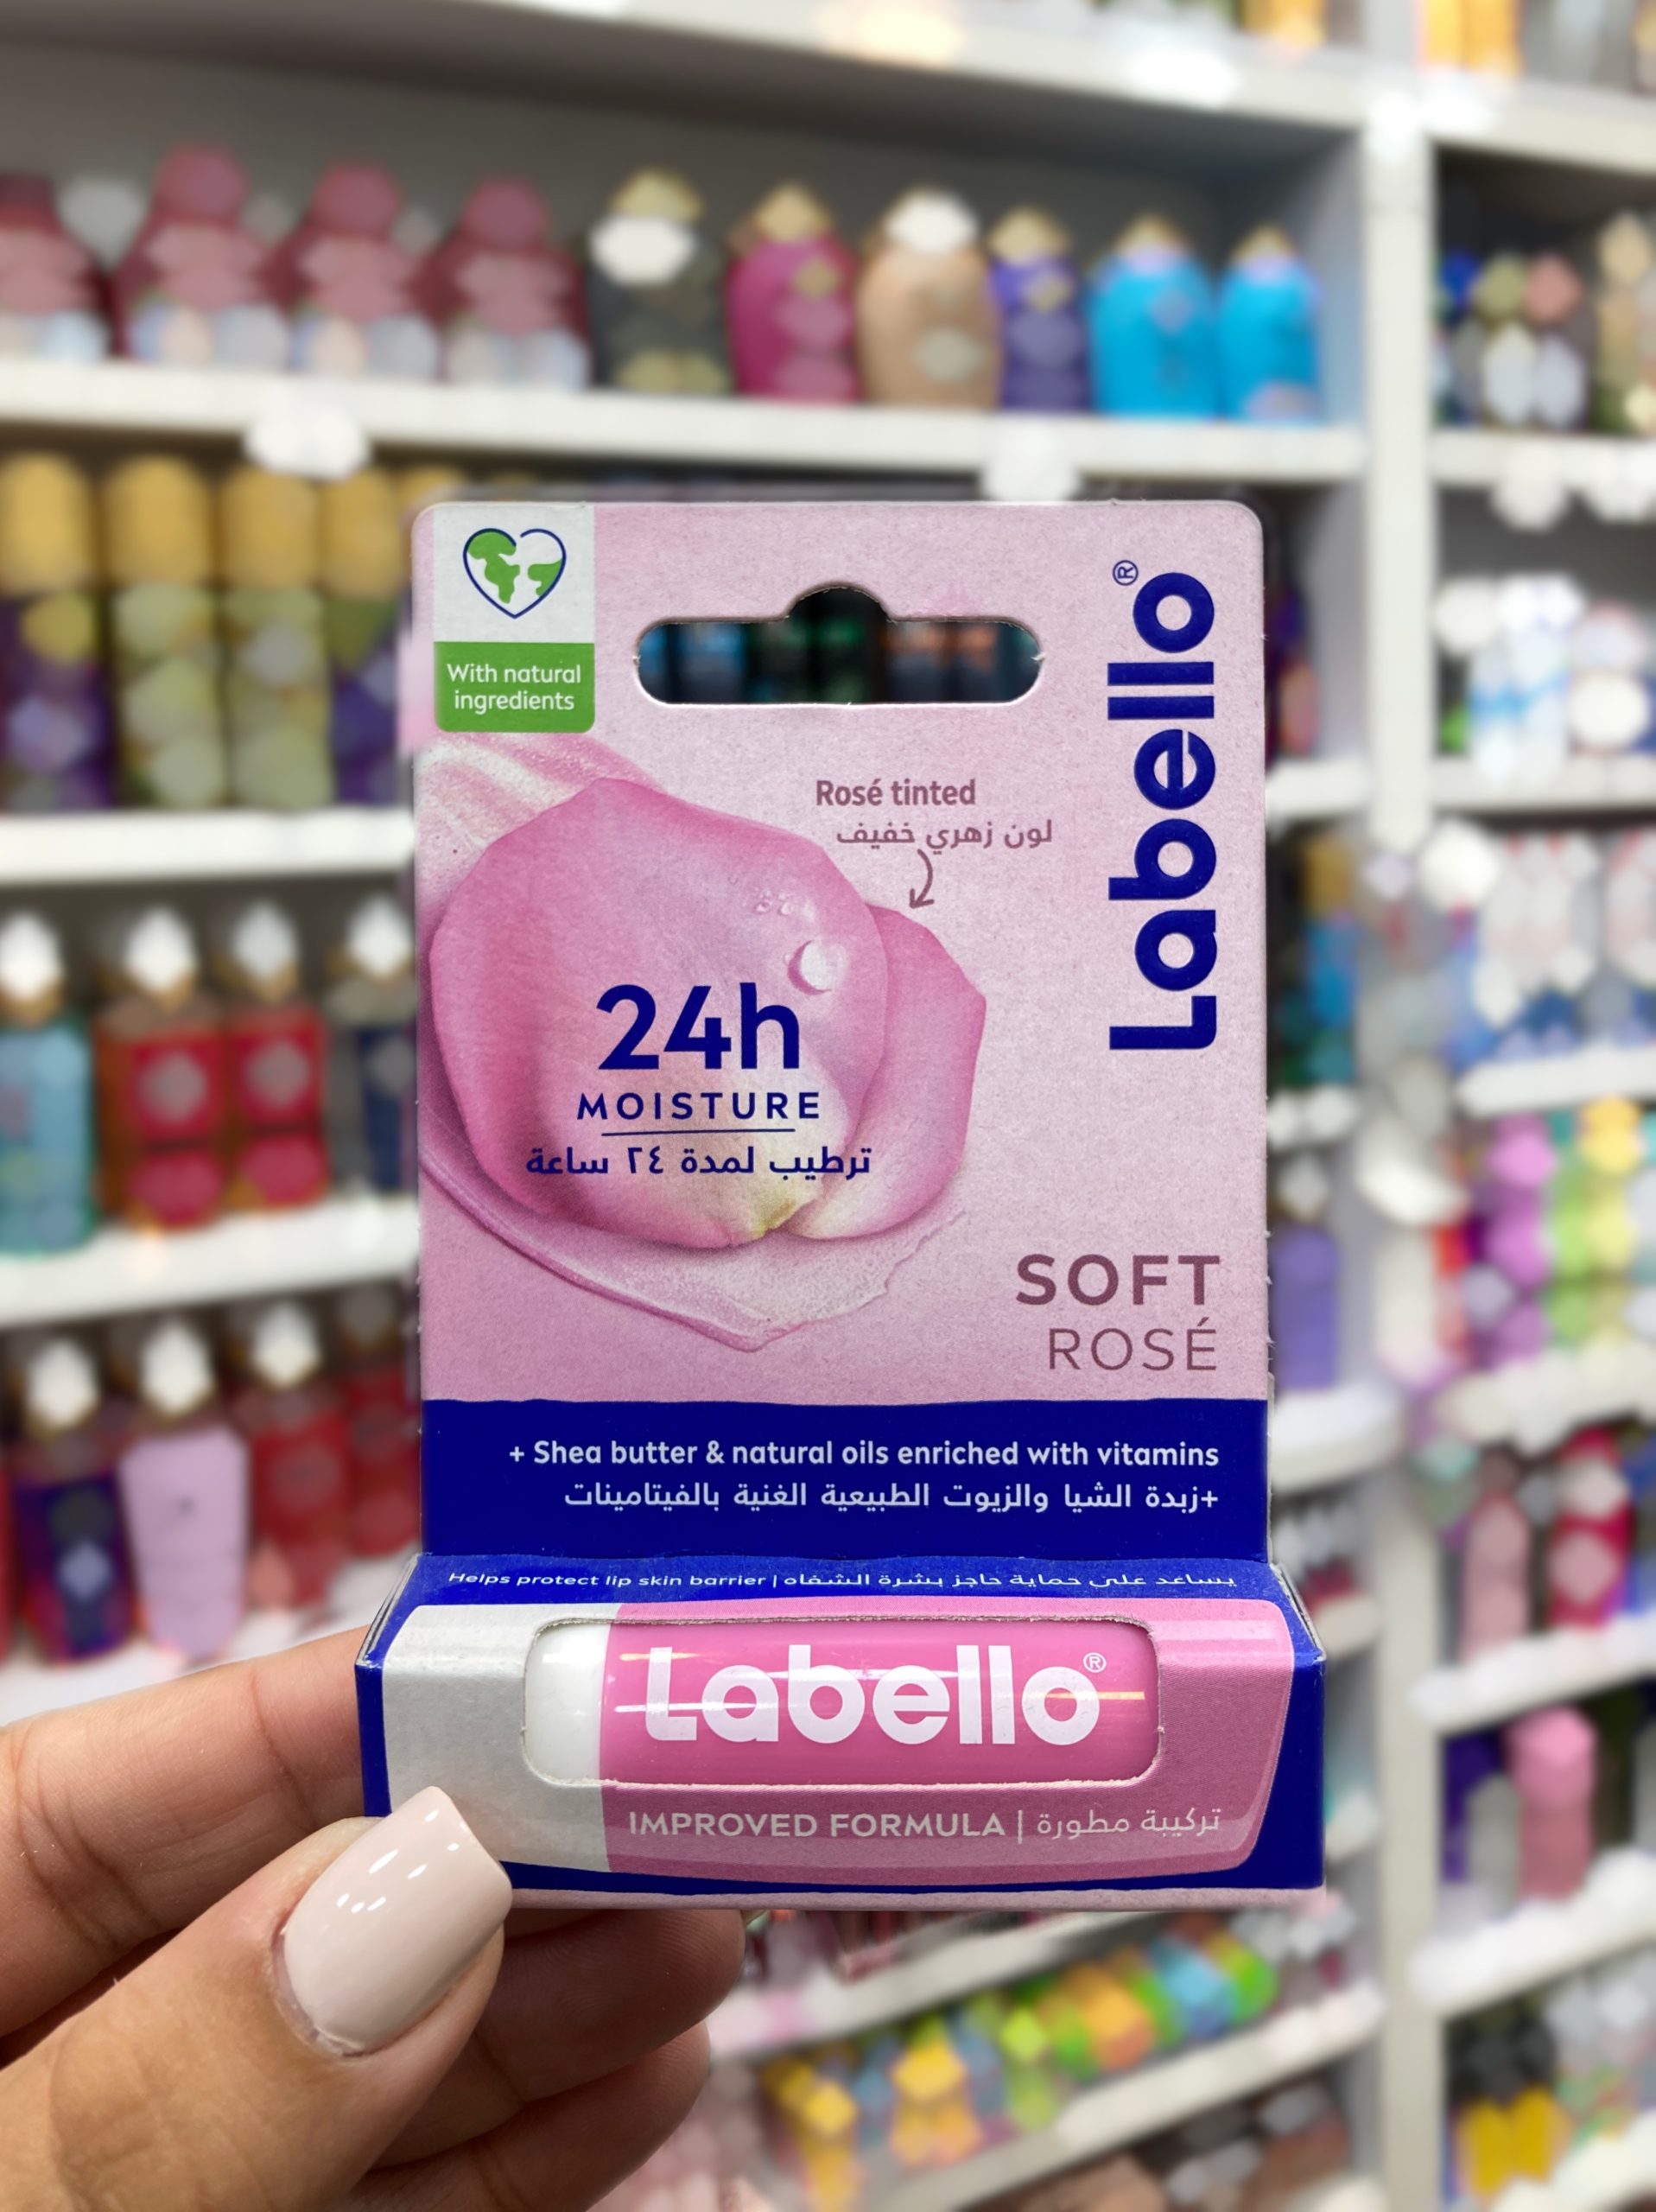 With natural
ingredients
Labello®
Rosé tinted
لون زهري خفيف
24h
MOISTURE
ترطيب لمدة ٢٤ ساعة
SOFT
ROSÉ
+ Shea butter & natural oils enriched with vitamins
+زبدة الشيا والزيوت الطبيعية الغنية بالفيتامينات
Helps protect lip skin barrier | يساعد على حماية حاجز بشرة الشفاه
Labello®
IMPROVED FORMULA | تركيبة مطورة